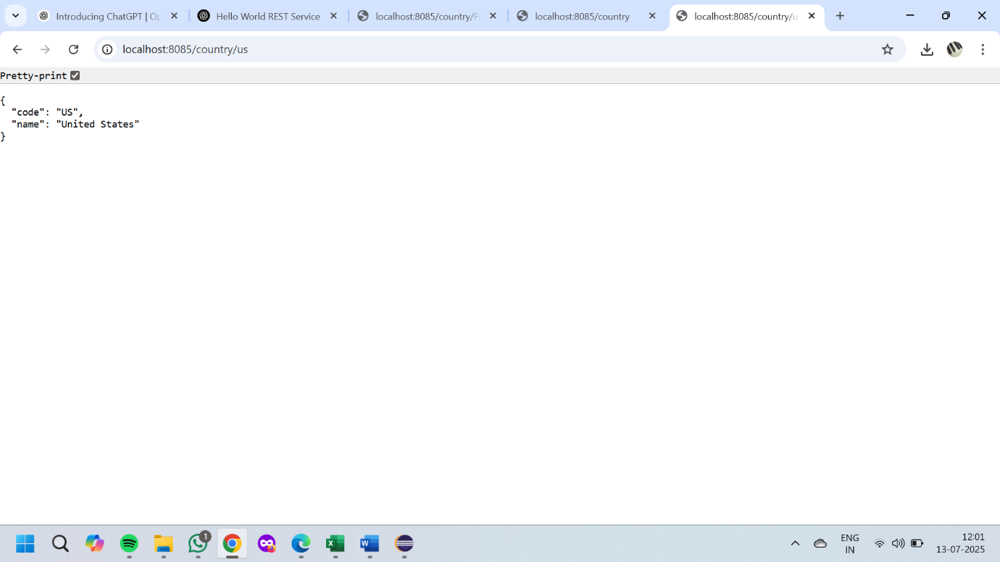 Introducing ChatGPT | Op
Hello World REST Service
localhost:8085/country/F
localhost:8085/country
localhost:8085/country/u
localhost:8085/country/us
Pretty-print
{
"code": "US",
"name": "United States"
}
1
ENG
IN
12:01
13-07-2025